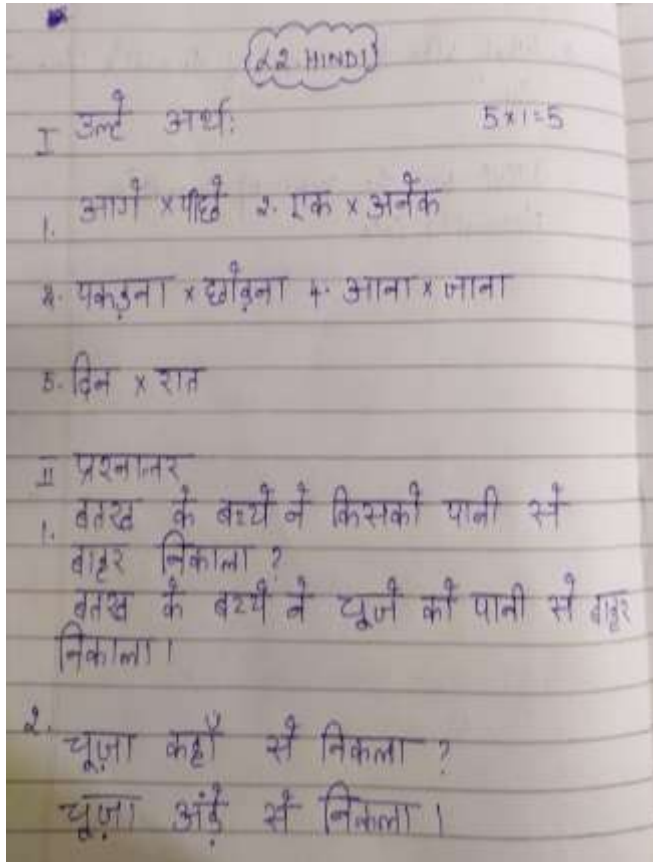 L2 HINDI
I उल्टे अर्थ: 5x1=5
1. आगे x पीछे 2. एक x अनेक
3. पकड़ना x छोड़ना 4. आना x जाना
5. दिन x रात
II प्रश्नातर
1. बतख के बच्चे ने किसको पानी से
बाहर निकाला ?
बतख के बच्चे ने चूजे को पानी से बाहर
निकाला ।
2. चूज़ा कहाँ से निकला ?
चूज़ा अंडे से निकला ।